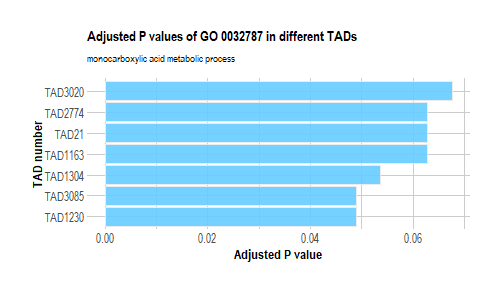 Adjusted P values of GO 0032787 in different TADs
monocarboxylic acid metabolic process
TAD number
TAD3020
TAD2774
TAD21
TAD1163
TAD1304
TAD3085
TAD1230
0.00 0.02 0.04 0.06
Adjusted P value